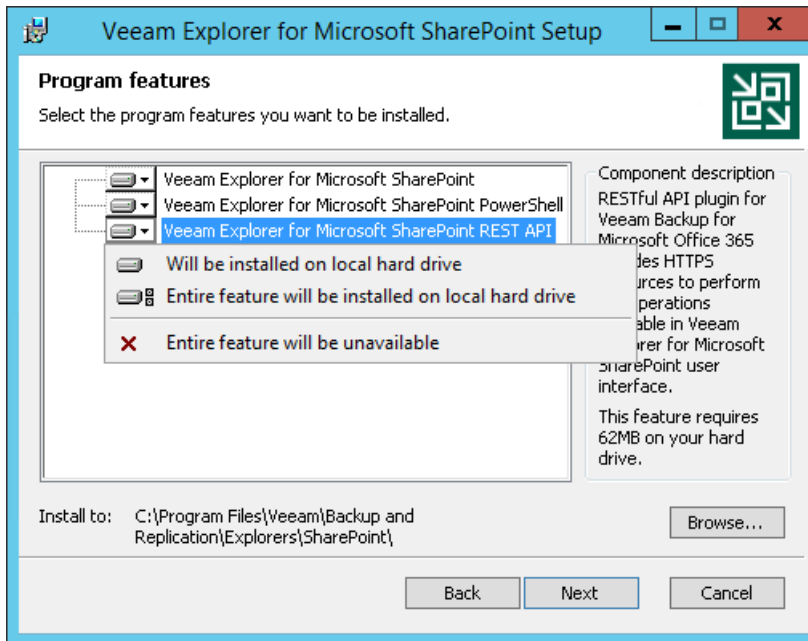 Veeam Explorer for Microsoft SharePoint Setup
Program features
Select the program features you want to be installed.
Veeam Explorer for Microsoft SharePoint
Veeam Explorer for Microsoft SharePoint PowerShell
Veeam Explorer for Microsoft SharePoint REST API
Will be installed on local hard drive
Entire feature will be installed on local hard drive
Entire feature will be unavailable
Component description
RESTful API plugin for
Veeam Backup for
Microsoft Office 365
HTTPS
to perform
in Veeam
for Microsoft
SharePoint user
interface.
This feature requires
62MB on your hard
drive.
Install to:
C:\Program Files\Veeam\Backup and
Replication\Explorers\SharePoint\
Browse...
Back
Next
Cancel